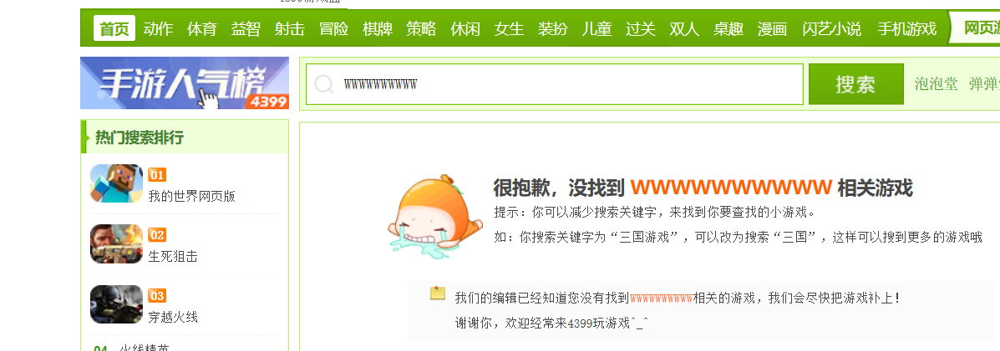 首页 动作 体育 益智 射击 冒险 棋牌 策略 休闲 女生 装扮 儿童 过关 双人 桌趣 漫画 闪艺小说 手机游戏 网页游
手游人气榜
4399
WWWWWWWWWW
搜索
泡泡堂 弹弹
热门搜索排行
01
我的世界网页版
02
生死狙击
03
穿越火线
04 火线精英
很抱歉，没找到 WWWWWWWWWW 相关游戏
提示：你可以减少搜索关键字，来找到你要查找的小游戏。
如：你搜索关键字为“三国游戏”，可以改为搜索“三国”，这样可以搜到更多的游戏哦
我们的编辑已经知道您没有找到WWWWWWWWWW相关的游戏，我们会尽快把游戏补上！
谢谢你，欢迎经常来4399玩游戏^_^